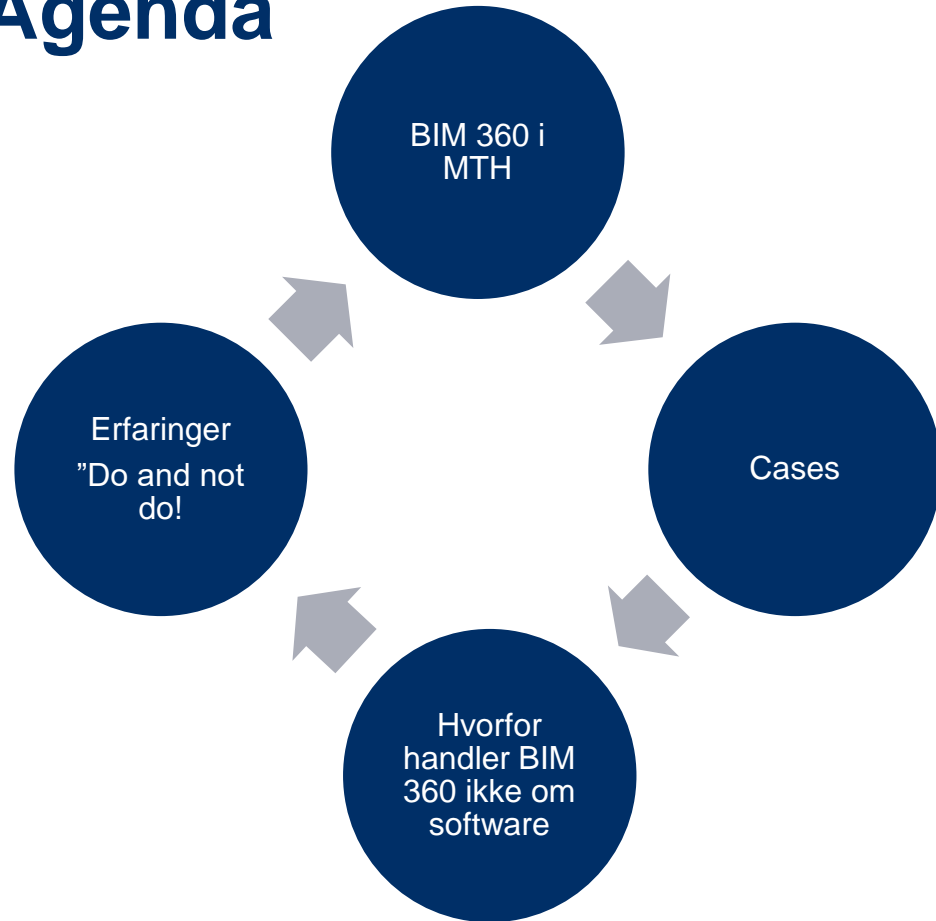 Agenda
BIM 360 i
MTH
Cases
Hvorfor
handler BIM
360 ikke om
software
Erfaringer
”Do and not
do!